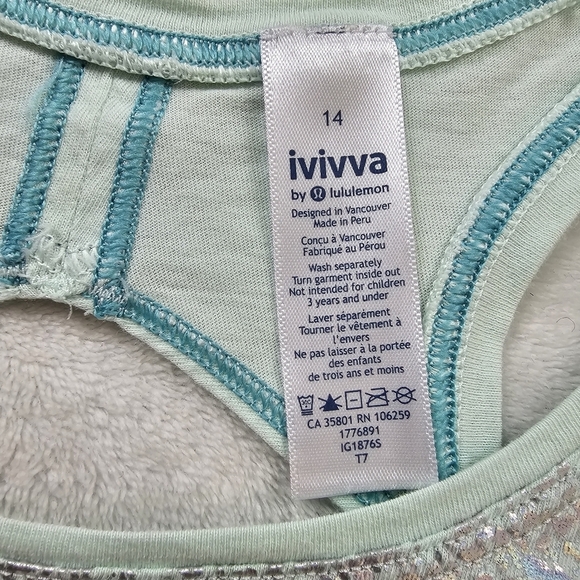 14
ivivva
by lululemon
Designed in Vancouver
Made in Peru
Conçu à Vancouver
Fabriqué au Pérou
Wash separately
Turn garment inside out
Not intended for children
3 years and under
Laver séparément
Tourner le vêtement à
l'envers
Ne pas laisser à la portée
des enfants
de trois ans et moins
CA 35801 RN 106259
1776891
IG1876S
T7